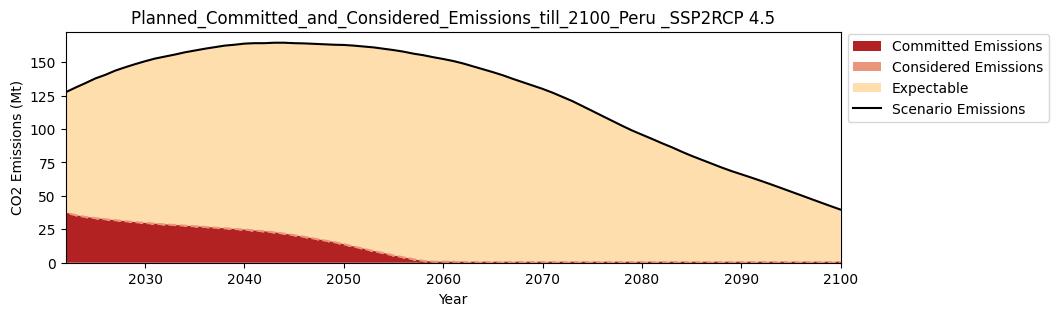 Planned_Committed_and_Considered_Emissions_till_2100_Peru _SSP2RCP 4.5
CO2 Emissions (Mt)
150
125
100
75
50
25
0
2030 2040 2050 2060 2070 2080 2090 2100
Year
Committed Emissions
Considered Emissions
Expectable
Scenario Emissions